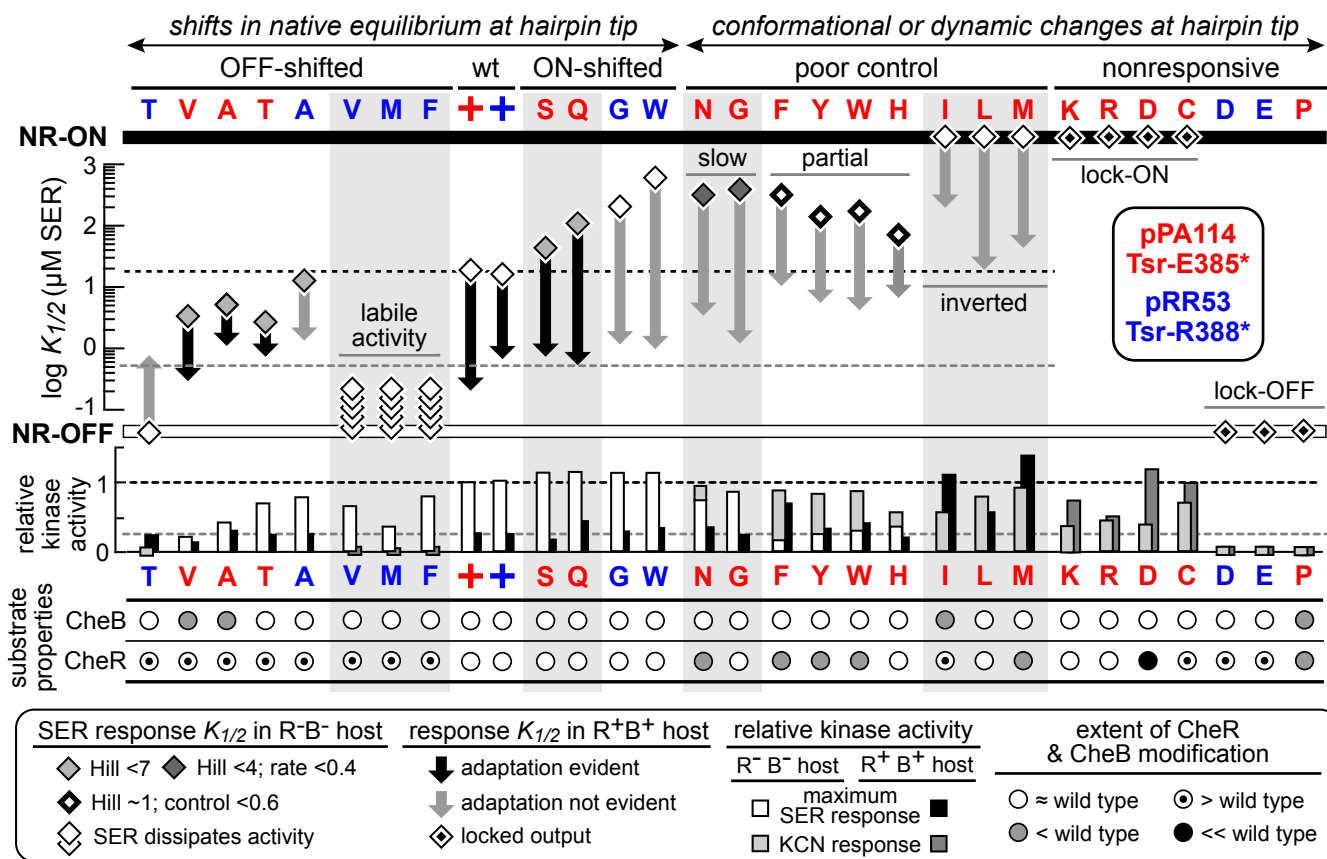 shifts in native equilibrium at hairpin tip conformational or dynamic changes at hairpin tip
OFF-shifted wt ON-shifted poor control nonresponsive
T V A T A V M F + + S Q G W N G F Y W H I L M K R D C D E P
NR-ON
slow partial
lock-ON
log K1/2 (µM SER)
3
2
1
0
-1
labile
activity
inverted
pPA114
Tsr-E385*
pRR53
Tsr-R388*
lock-OFF
NR-OFF
relative
kinase
activity
1
0
T V A T A V M F + + S Q G W N G F Y W H I L M K R D C D E P
substrate
properties
CheB
CheR
SER response K1/2 in R-B- host
Hill <7 Hill <4; rate <0.4
Hill ~1; control <0.6
SER dissipates activity
response K1/2 in R+B+ host
adaptation evident
adaptation not evident
locked output
relative kinase activity
R- B- host R+ B+ host
maximum
SER response
KCN response
extent of CheR
& CheB modification
≈ wild type > wild type
< wild type << wild type